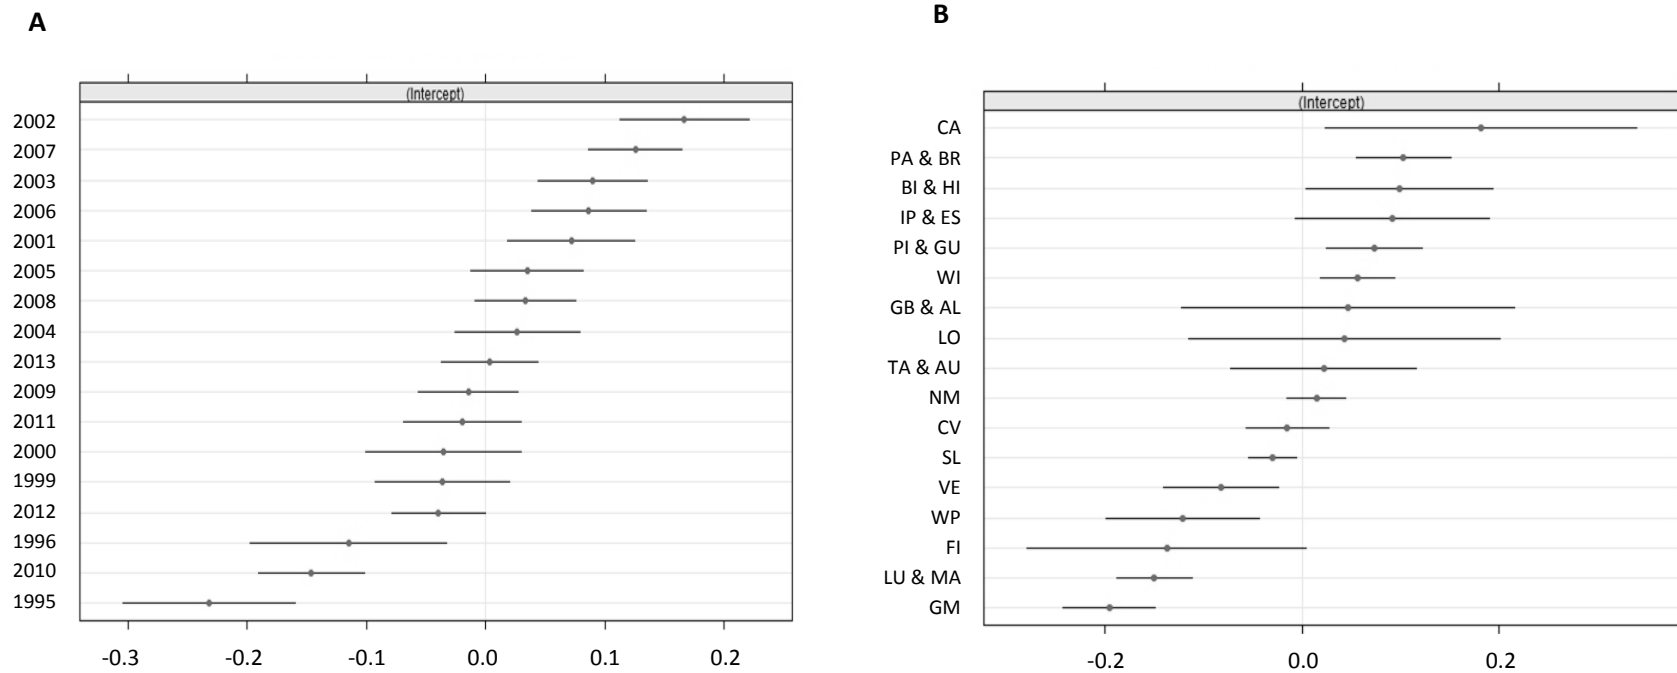 A
(Intercept)
2002
2007
2003
2006
2001
2005
2008
2004
2013
2009
2011
2000
1999
2012
1996
2010
1995
-0.3 -0.2 -0.1 0.0 0.1 0.2
B
(Intercept)
CA
PA & BR
BI & HI
IP & ES
PI & GU
WI
GB & AL
LO
TA & AU
NM
CV
SL
VE
WP
FI
LU & MA
GM
-0.2 0.0 0.2